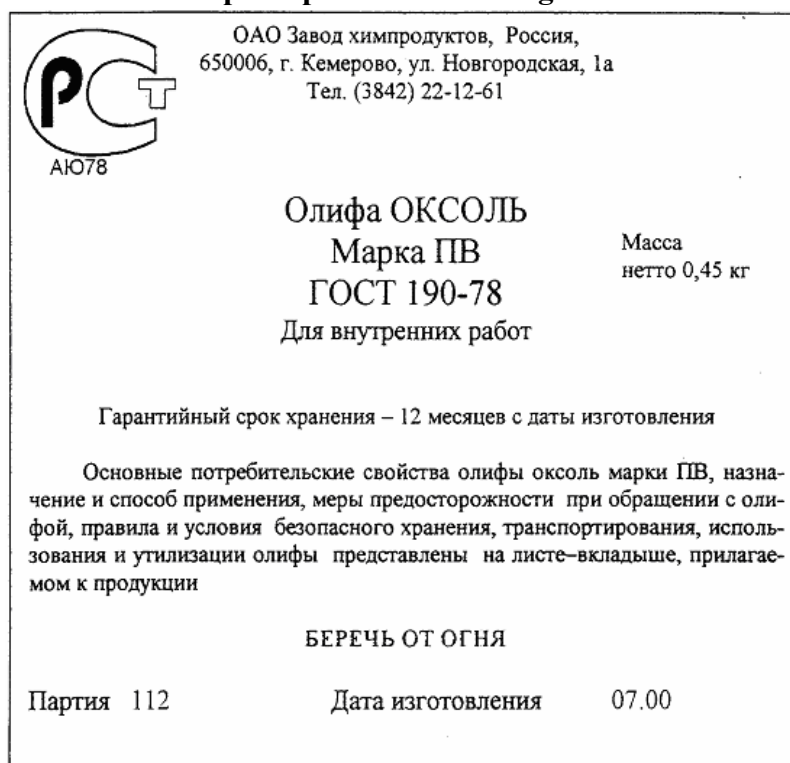 ОАО Завод химпродуктов, Россия,
650006, г. Кемерово, ул. Новгородская, 1а
Тел. (3842) 22-12-61
РСТ
АЮ78
Олифа ОКСОЛЬ
Марка ПВ
ГОСТ 190-78
Для внутренних работ
Масса
нетто 0,45 кг
Гарантийный срок хранения – 12 месяцев с даты изготовления
Основные потребительские свойства олифы оксоль марки ПВ, назна-
чение и способ применения, меры предосторожности при обращении с оли-
фой, правила и условия безопасного хранения, транспортирования, исполь-
зования и утилизации олифы представлены на листе–вкладыше, прилагае-
мом к продукции
БЕРЕЧЬ ОТ ОГНЯ
Партия 112 Дата изготовления 07.00